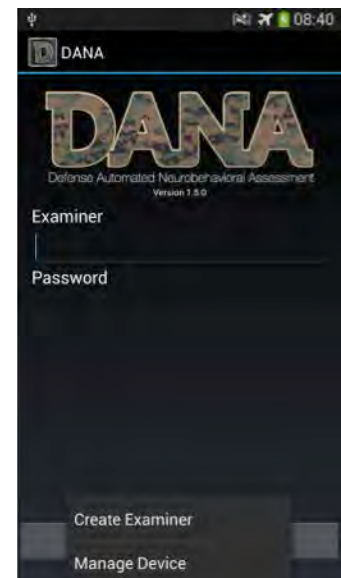 08:40
DANA
DANA
Defense Automated Neurobehavioral Assessment
Version 1.5.0
Examiner
Password
Create Examiner
Manage Device